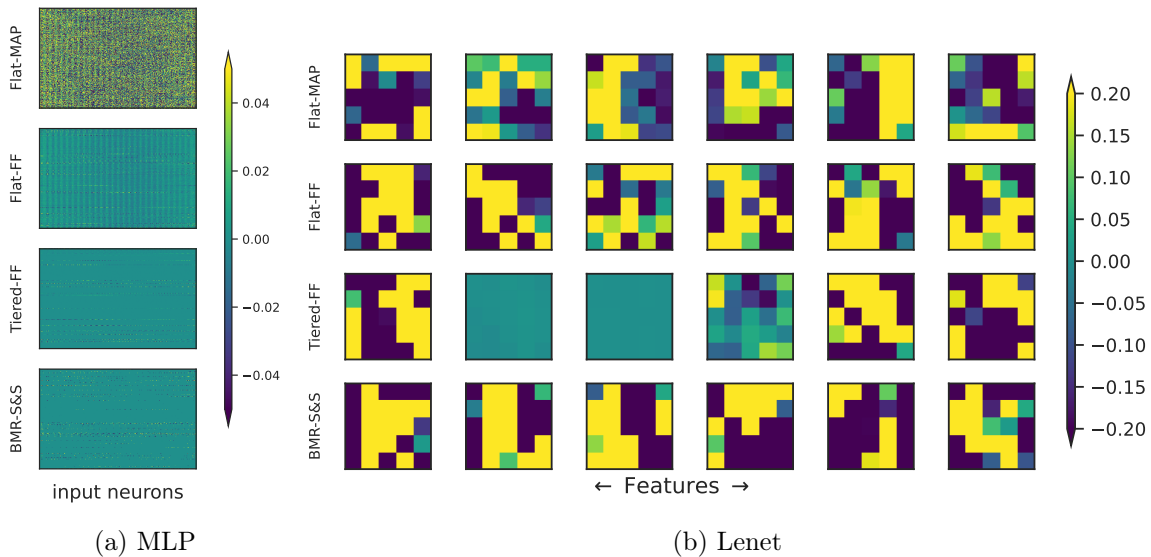 Flat-MAP
Flat-FF
Tiered-FF
BMR-S&S
input neurons
0.04
0.02
0.00
−0.02
−0.04
(a) MLP
Flat-MAP
Flat-FF
Tiered-FF
BMR-S&S
← Features →
0.20
0.15
0.10
0.05
0.00
−0.05
−0.10
−0.15
−0.20
(b) Lenet